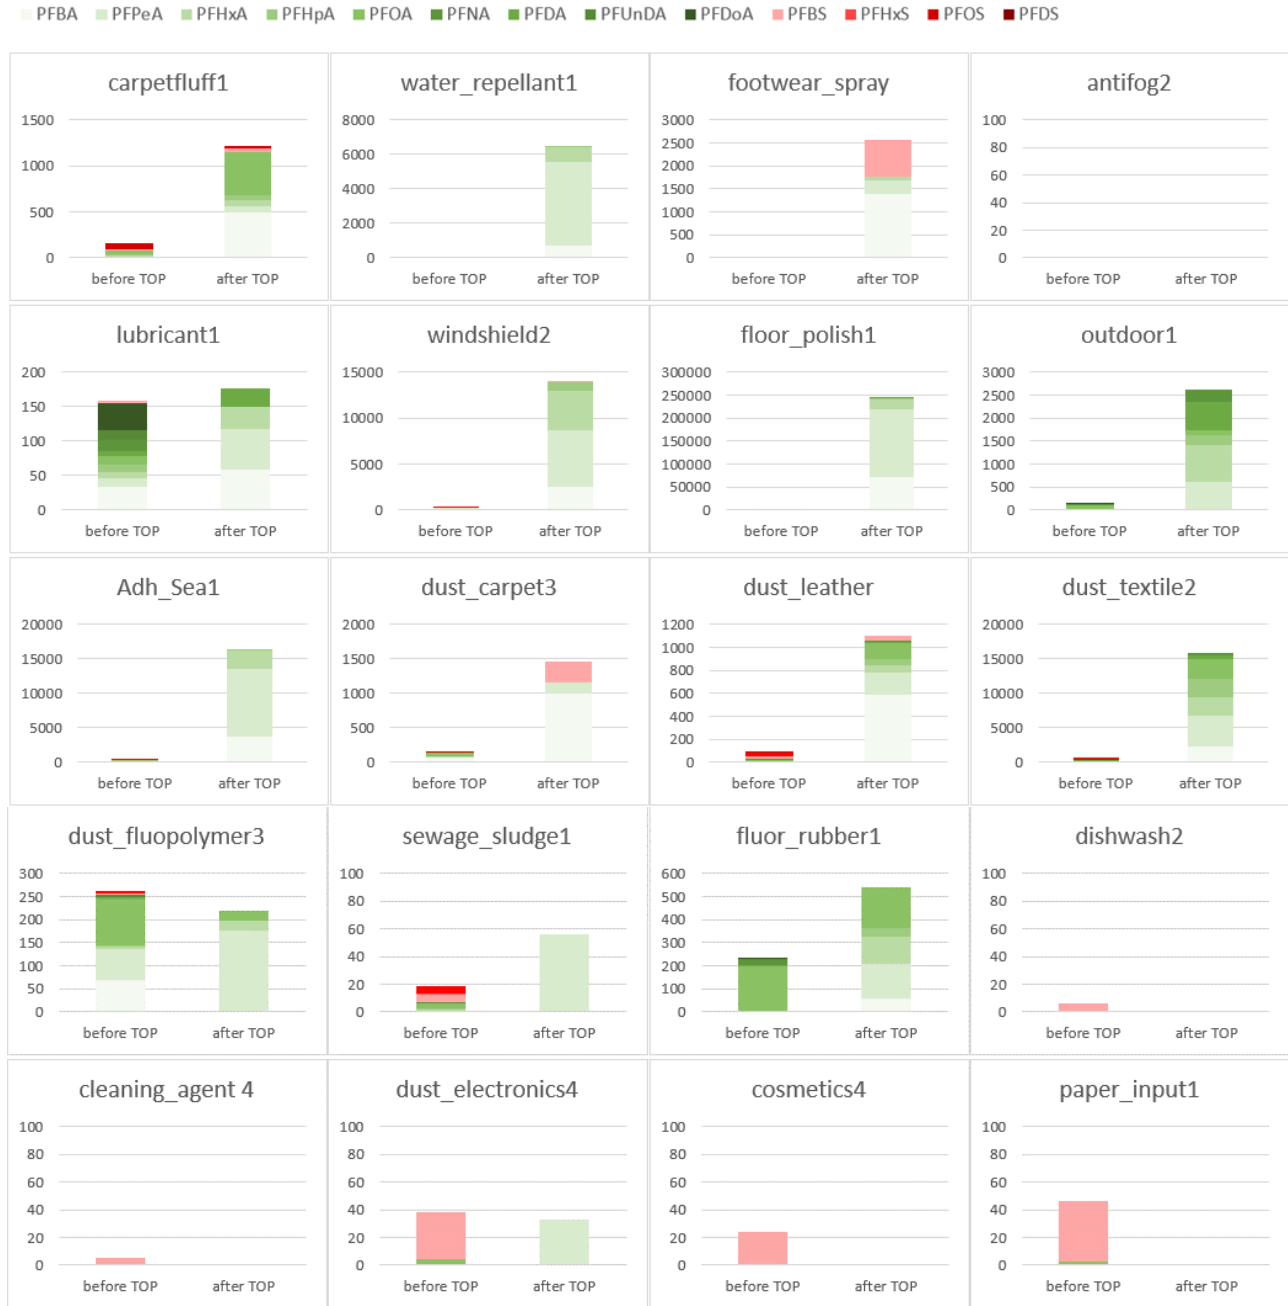 PFBA PFPeA PFHxA PFHpA PFOA PFNA PFDA PFUnDA PFDoA PFBS PFHxS PFOS PFDS
carpetfluff1
1500
1000
500
0
before TOP after TOP
water_repellant1
8000
6000
4000
2000
0
before TOP after TOP
footwear_spray
3000
2500
2000
1500
1000
500
0
before TOP after TOP
antifog2
100
80
60
40
20
0
before TOP after TOP
lubricant1
200
150
100
50
0
before TOP after TOP
windshield2
15000
10000
5000
0
before TOP after TOP
floor_polish1
300000
250000
200000
150000
100000
50000
0
before TOP after TOP
outdoor1
3000
2500
2000
1500
1000
500
0
before TOP after TOP
Adh_Sea1
20000
15000
10000
5000
0
before TOP after TOP
dust_carpet3
2000
1500
1000
500
0
before TOP after TOP
dust_leather
1200
1000
800
600
400
200
0
before TOP after TOP
dust_textile2
20000
15000
10000
5000
0
before TOP after TOP
dust_fluopolymer3
300
250
200
150
100
50
0
before TOP after TOP
sewage_sludge1
100
80
60
40
20
0
before TOP after TOP
fluor_rubber1
600
500
400
300
200
100
0
before TOP after TOP
dishwash2
100
80
60
40
20
0
before TOP after TOP
cleaning_agent 4
100
80
60
40
20
0
before TOP after TOP
dust_electronics4
100
80
60
40
20
0
before TOP after TOP
cosmetics4
100
80
60
40
20
0
before TOP after TOP
paper_input1
100
80
60
40
20
0
before TOP after TOP